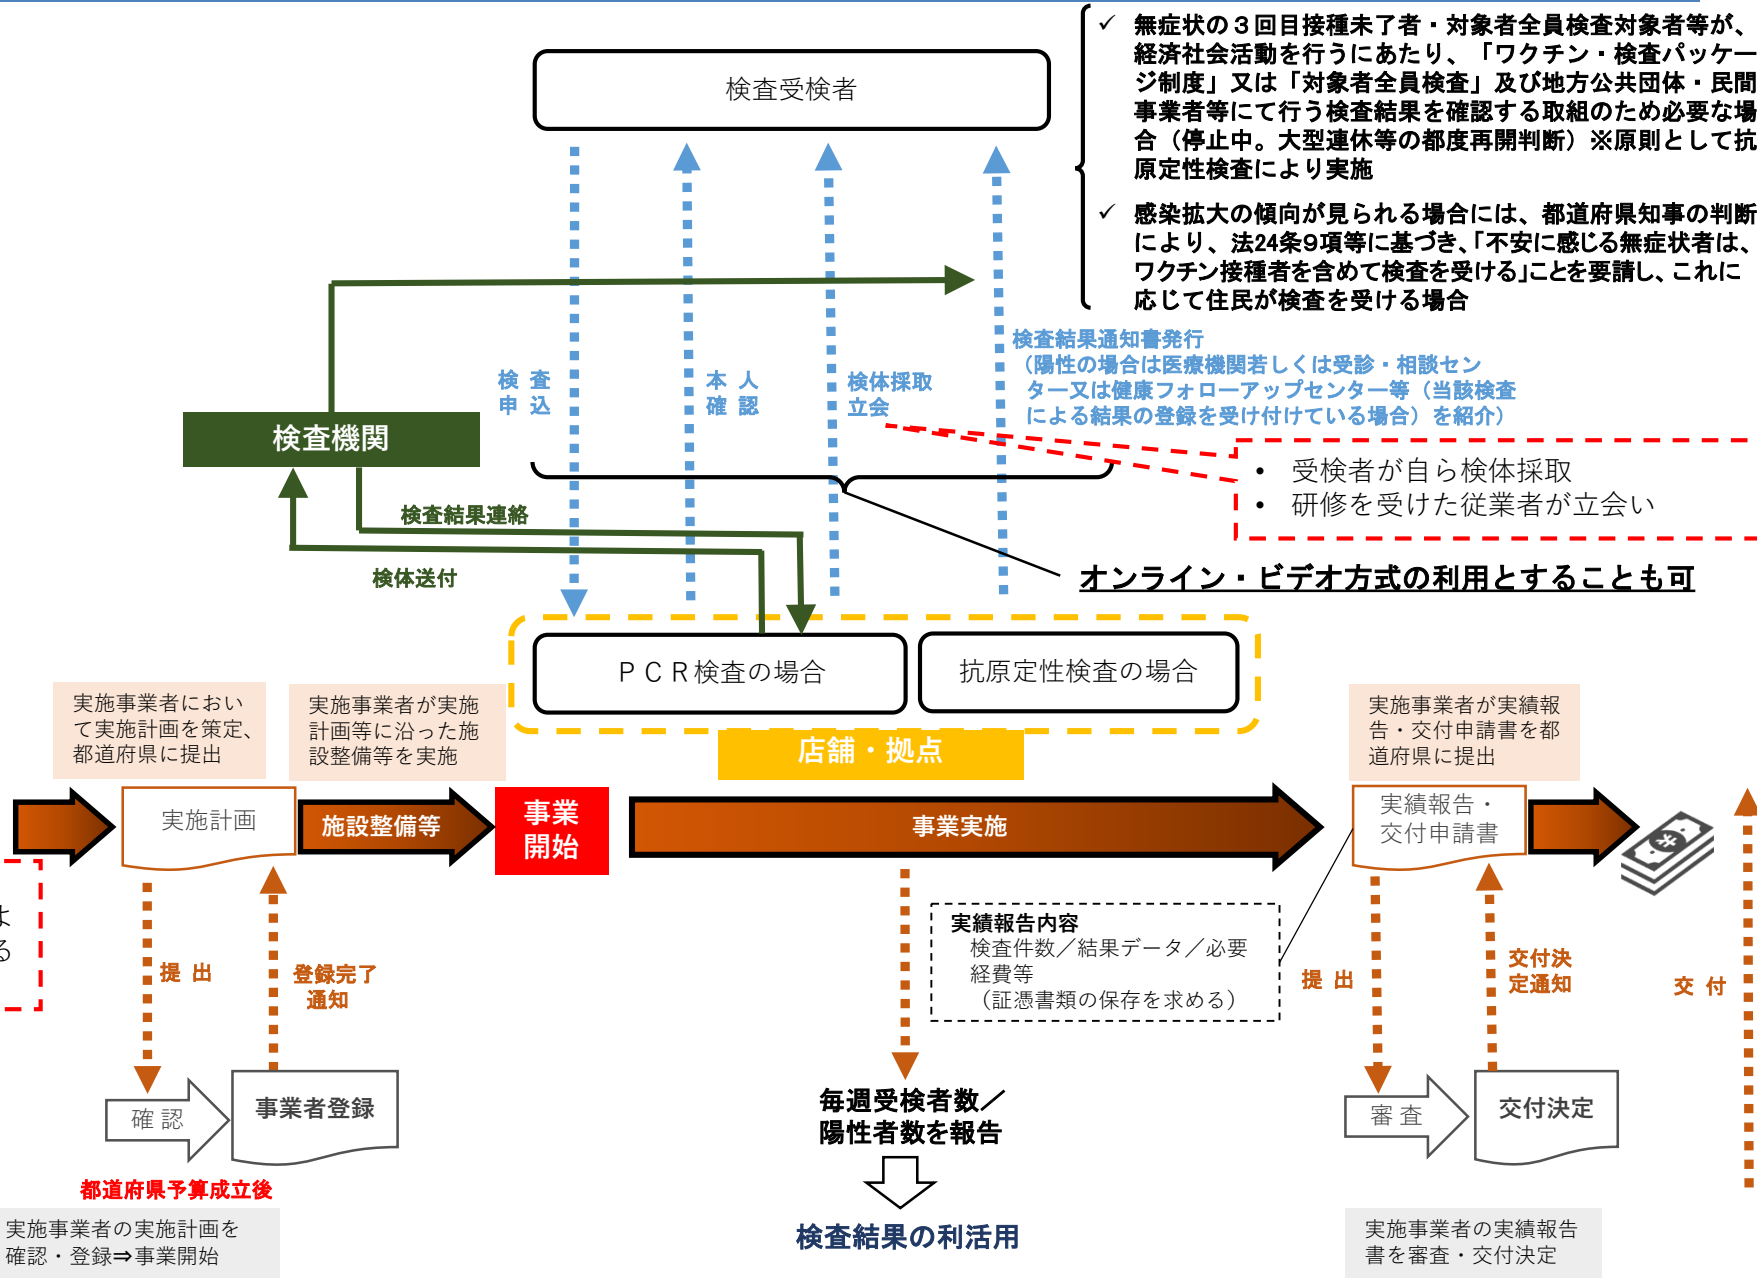 ✓ 無症状の３回目接種未了者・対象者全員検査対象者等が、
経済社会活動を行うにあたり、「ワクチン・検査パッケー
ジ制度」又は「対象者全員検査」及び地方公共団体・民間
事業者等にて行う検査結果を確認する取組のため必要な場
合（停止中。大型連休等の都度再開判断）※原則として抗
原定性検査により実施
✓ 感染拡大の傾向が見られる場合には、都道府県知事の判断
により、法24条９項等に基づき、「不安に感じる無症状者は、
ワクチン接種者を含めて検査を受ける」ことを要請し、これに
応じて住民が検査を受ける場合
検査受検者
検査結果通知書発行
（陽性の場合は医療機関若しくは受診・相談セン
ター又は健康フォローアップセンター等（当該検査
による結果の登録を受け付けている場合）を紹介）
検 査
申 込
本 人
確 認
検体採取
立会
検査機関
• 受検者が自ら検体採取
• 研修を受けた従業者が立会い
検査結果連絡
検体送付
オンライン・ビデオ方式の利用とすることも可
ＰＣＲ検査の場合
抗原定性検査の場合
店舗・拠点
実施事業者におい
て実施計画を策定、
都道府県に提出
実施事業者が実施
計画等に沿った施
設整備等を実施
実施事業者が実績報
告・交付申請書を都
道府県に提出
実施計画
施設整備等
事業
開始
事業実施
実績報告・
交付申請書
よ
る
提 出
登録完了
通知
実績報告内容
検査件数／結果データ／必要
経費等
（証憑書類の保存を求める）
提 出
交付決
定通知
交 付
確 認
事業者登録
毎週受検者数／
陽性者数を報告
審 査
交付決定
都道府県予算成立後
実施事業者の実施計画を
確認・登録⇒事業開始
検査結果の利活用
実施事業者の実績報告
書を審査・交付決定